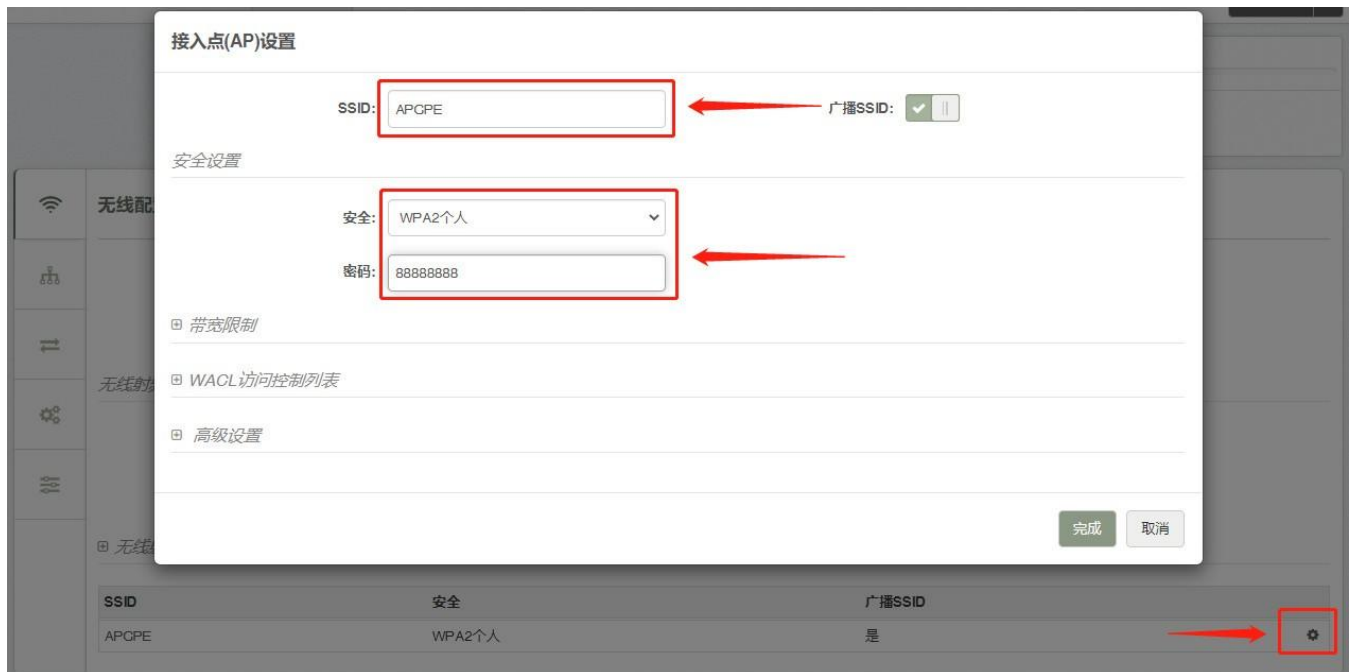 接入点(AP)设置
SSID: APCPE 广播SSID:
安全设置
无线配
安全: WPA2个人
密码: 88888888
带宽限制
无线射
WACL访问控制列表
高级设置
完成 取消
无线
SSID 安全 广播SSID
APCPE WPA2个人 是